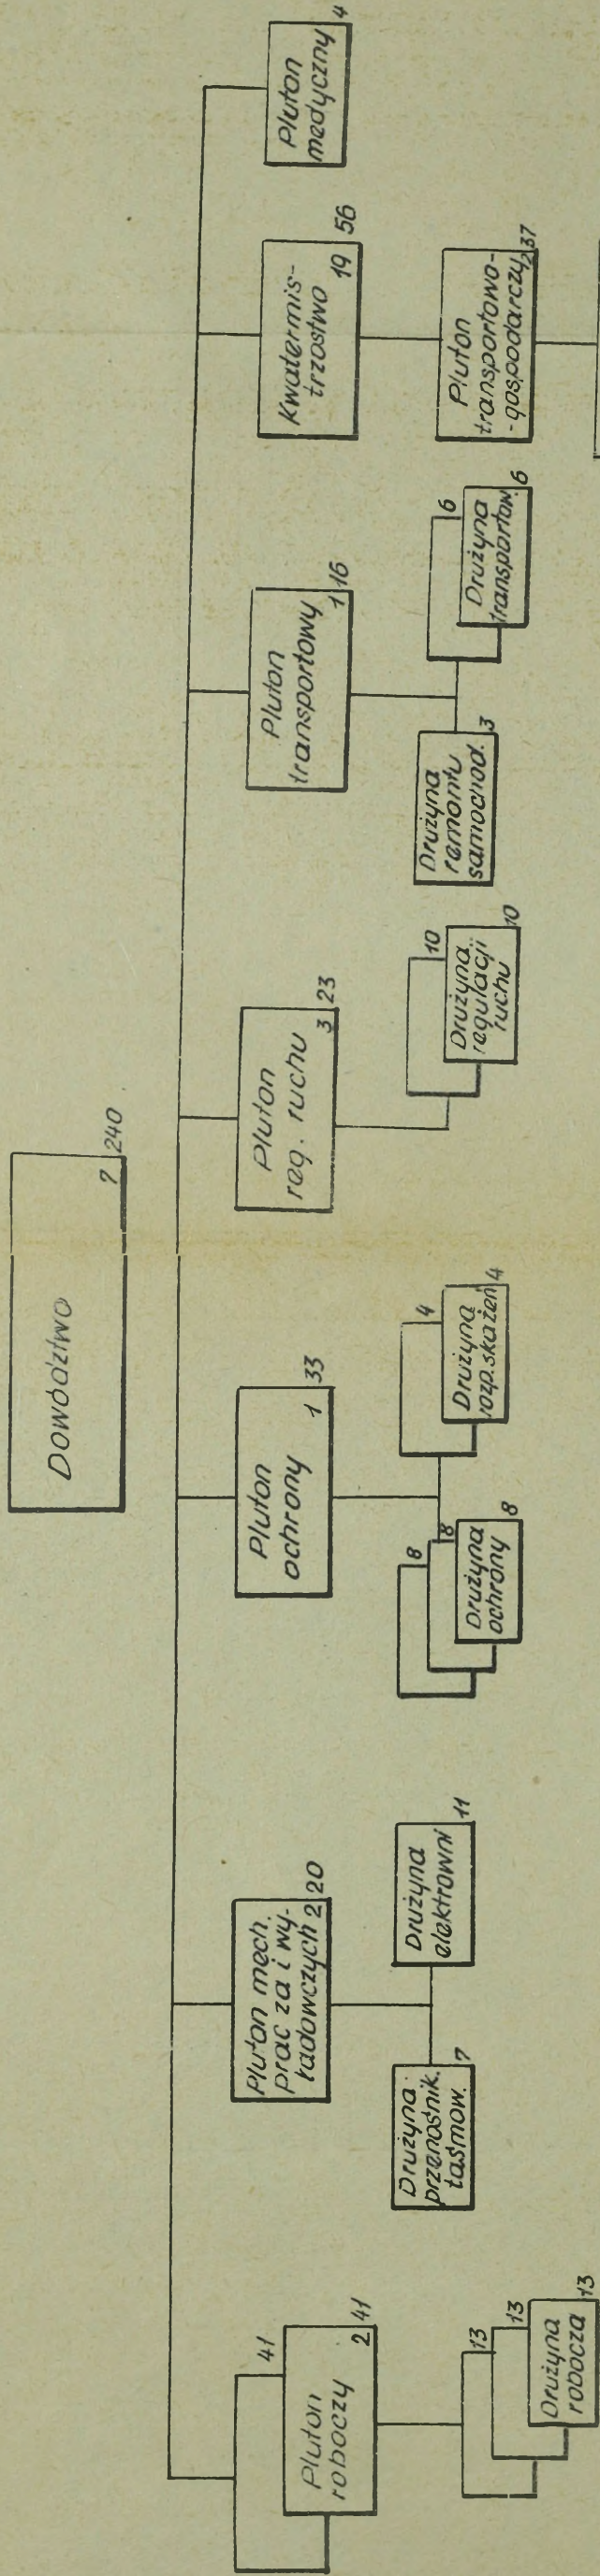 Dowództwo
7 240
41
Pluton
roboczy
2 41
13
13
Drużyna
robocza
13
Pluton mech.
prac za i wy-
ładowczych 2 20
Drużyna
przenośnik.
taśmow.
7
Drużyna
elektrowni
11
Pluton
ochrony
1 33
8
8
Drużyna
ochrony
8
4
Drużyna
rozp. skażeń
4
Pluton
reg. ruchu
3 23
10
Drużyna
regulacji
ruchu
10
Pluton
transportowy
1 16
Drużyna
remontu
samochod.
3
6
Drużyna
transportow.
6
Kwatermis-
trzostwo
19 56
Pluton
transportowo-
-gospodarczy
2 37
Pluton
medyczny
4